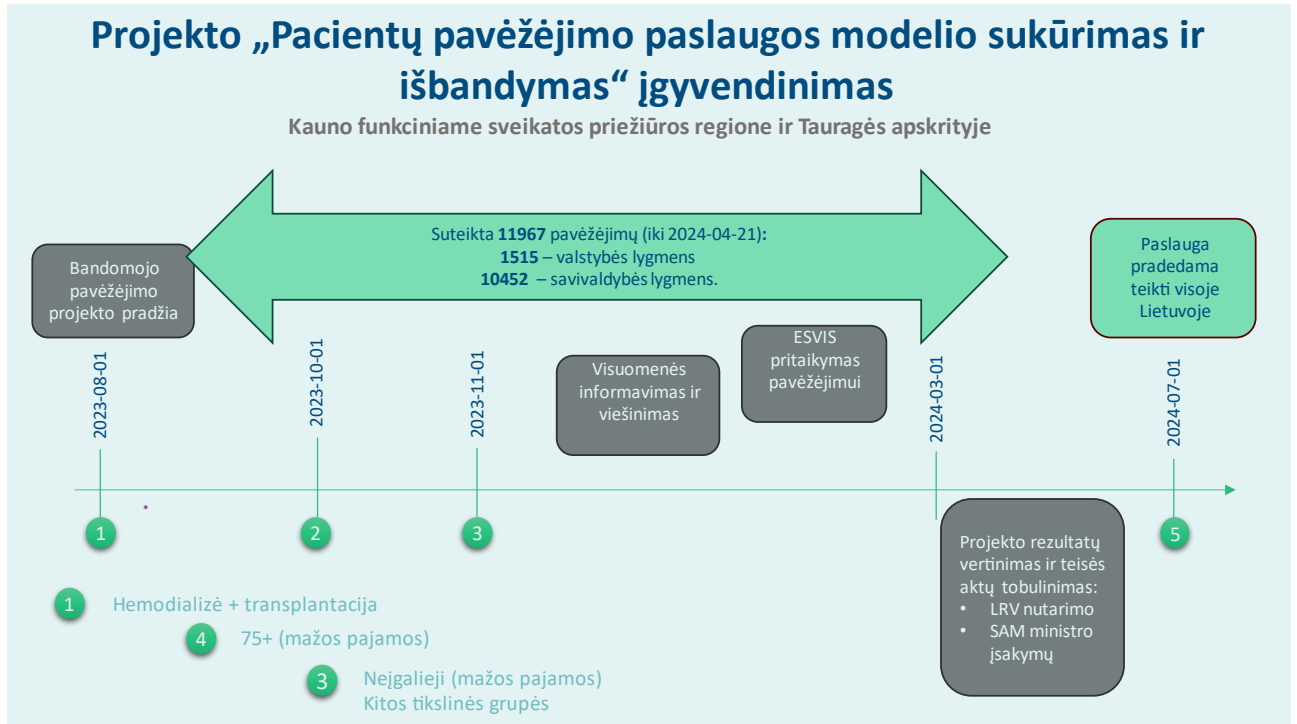 Projekto „Pacientų pavėžėjimo paslaugos modelio sukūrimas ir
išbandymas“ įgyvendinimas
Kauno funkciniame sveikatos priežiūros regione ir Tauragės apskrityje
Suteikta 11967 pavėžėjimų (iki 2024-04-21):
1515 – valstybės lygmens
10452 – savivaldybės lygmens.
Bandomojo
pavėžėjimo
projekto pradžia
Paslauga
pradedama
teikti visoje
Lietuvoje
Visuomenės
informavimas ir
viešinimas
ESVIS
pritaikymas
pavėžėjimui
2023-08-01
2023-10-01
2023-11-01
2024-03-01
2024-07-01
1
2
3
5
Projekto rezultatų
vertinimas ir teisės
aktų tobulinimas:
• LRV nutarimo
• SAM ministro
įsakymų
1 Hemodializė + transplantacija
4 75+ (mažos pajamos)
3 Neįgalieji (mažos pajamos)
Kitos tikslinės grupės